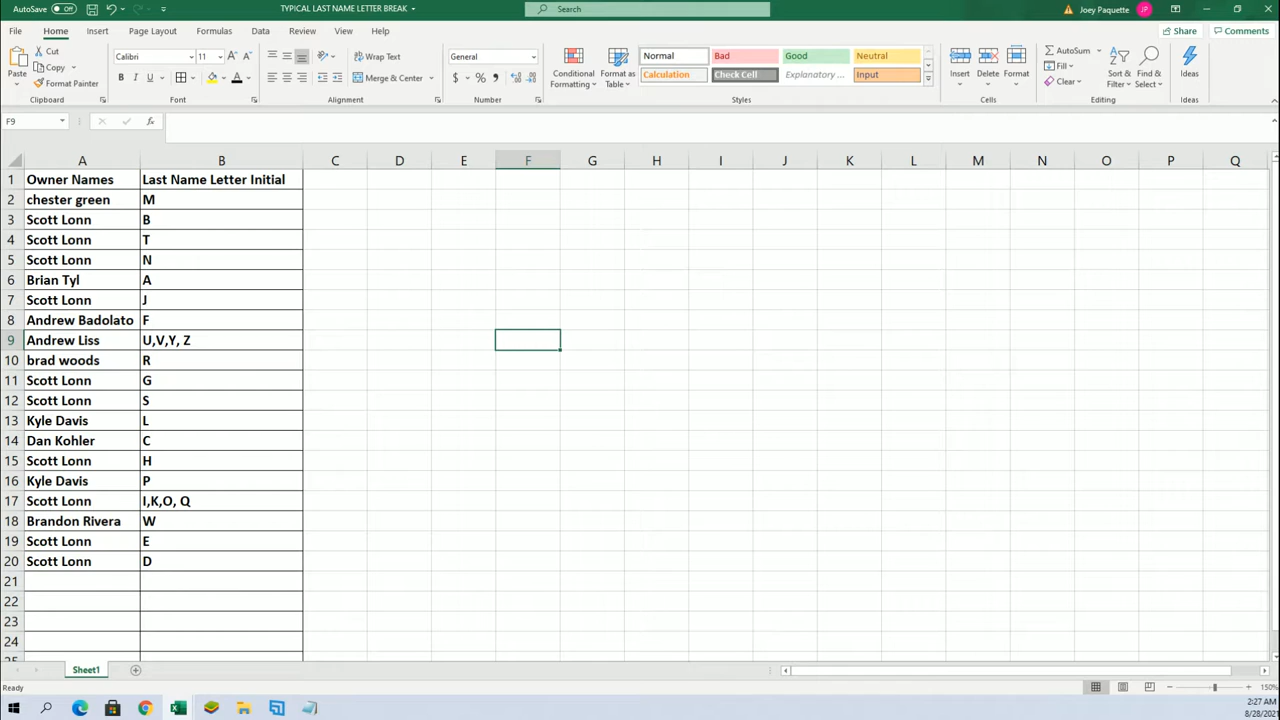 AutoSave Off TYPICAL LAST NAME LETTER BREAK Search Joey Paquette JP
File Home Insert Page Layout Formulas Data Review View Help Share Comments
Paste Cut Copy Format Painter Clipboard
Calibri 11 A A B I U A Font
Wrap Text Merge & Center Alignment
General $ % Number
Conditional Formatting Format as Table
Normal Bad Good Neutral
Calculation Check Cell Explanatory ... Input
Styles
Insert Delete Format Cells
AutoSum Fill Clear Sort & Filter Find & Select Editing
Ideas Ideas
F9 fx
A B C D E F G H I J K L M N O P Q
1 Owner Names Last Name Letter Initial
2 chester green M
3 Scott Lonn B
4 Scott Lonn T
5 Scott Lonn N
6 Brian Tyl A
7 Scott Lonn J
8 Andrew Badolato F
9 Andrew Liss U,V,Y, Z
10 brad woods R
11 Scott Lonn G
12 Scott Lonn S
13 Kyle Davis L
14 Dan Kohler C
15 Scott Lonn H
16 Kyle Davis P
17 Scott Lonn I,K,O, Q
18 Brandon Rivera W
19 Scott Lonn E
20 Scott Lonn D
21
22
23
24
25
Sheet1
Ready 150%
2:27 AM